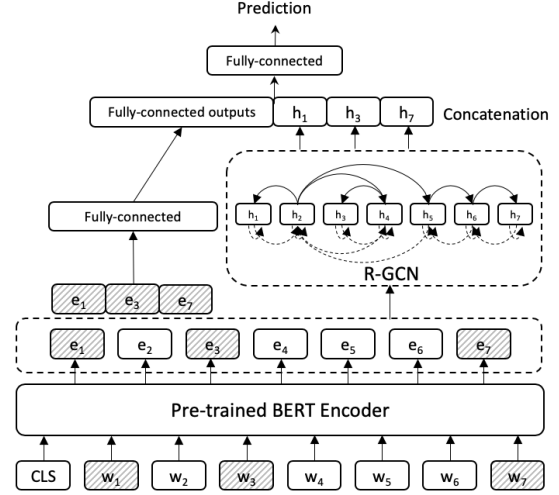 Prediction
Fully-connected
Fully-connected outputs h1 h3 h7 Concatenation
h1 h2 h3 h4 h5 h6 h7
Fully-connected
R-GCN
e1 e3 e7
e1 e2 e3 e4 e5 e6 e7
Pre-trained BERT Encoder
CLS w1 w2 w3 w4 w5 w6 w7